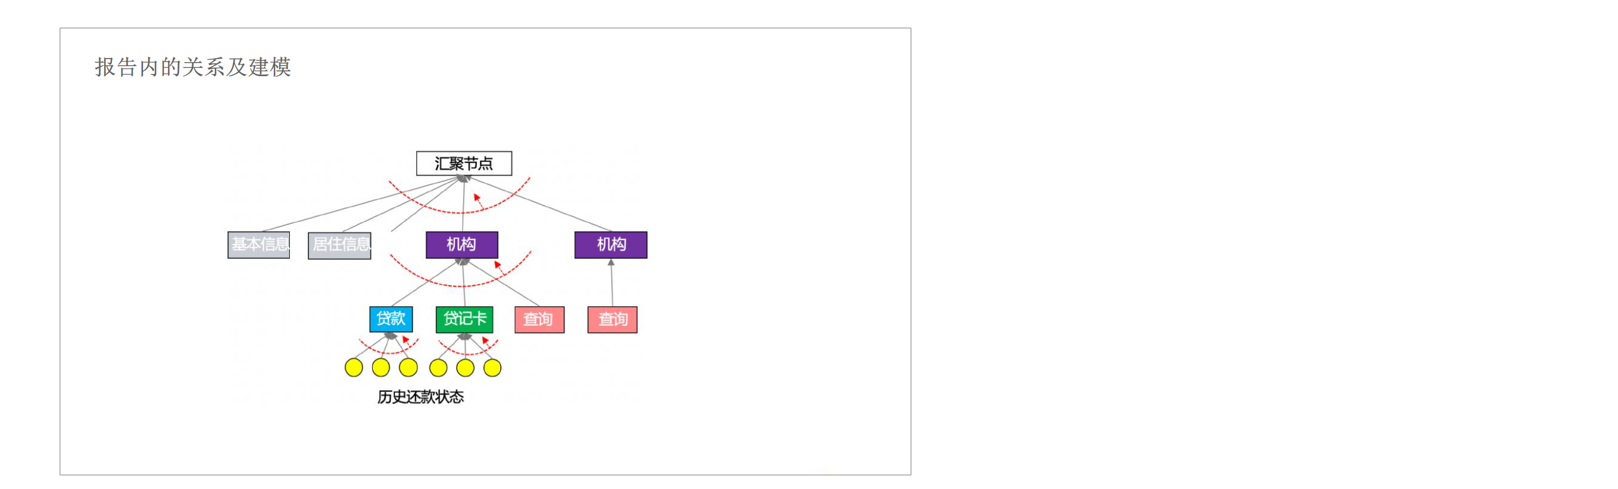 报告内的关系及建模
汇聚节点
基本信息
居住信息
机构
机构
贷款
贷记卡
查询
查询
历史还款状态